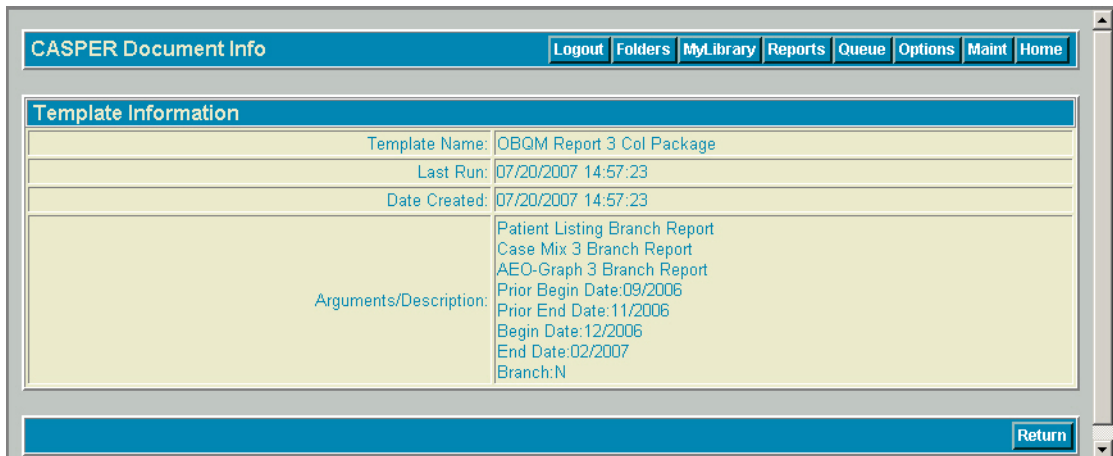 CASPER Document Info Logout Folders MyLibrary Reports Queue Options Maint Home
Template Information
Template Name: OBQM Report 3 Col Package
Last Run: 07/20/2007 14:57:23
Date Created: 07/20/2007 14:57:23
Arguments/Description:
Patient Listing Branch Report
Case Mix 3 Branch Report
AEO-Graph 3 Branch Report
Prior Begin Date:09/2006
Prior End Date:11/2006
Begin Date:12/2006
End Date:02/2007
Branch:N
Return